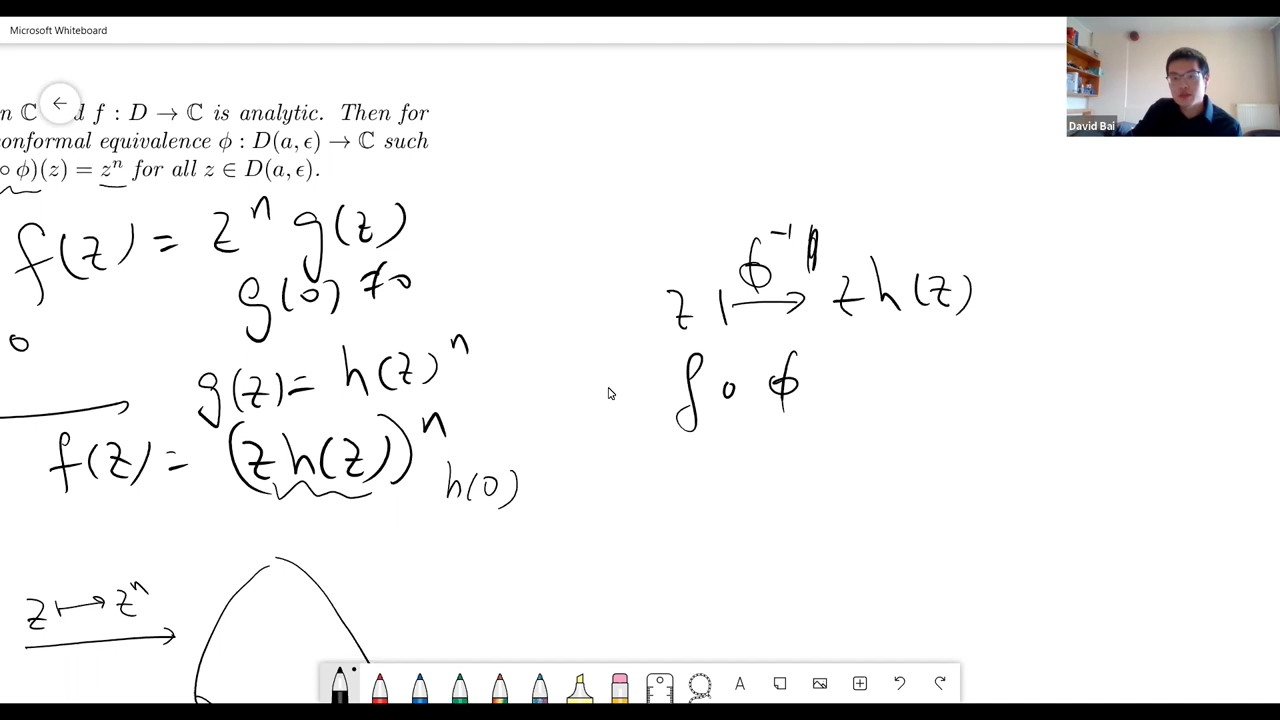 Microsoft Whiteboard
David Bai
n ℂ d f : D → ℂ is analytic. Then for
onformal equivalence ϕ : D(a, ϵ) → ℂ such
∘ ϕ)(z) = zⁿ for all z ∈ D(a, ϵ).
f(z) = zⁿ g(z)
g(0) ≠ 0
0
g(z) = h(z)ⁿ
f(z) = (z h(z))ⁿ
h(0)
z ↦ zⁿ
ϕ⁻¹
z ↦ z h(z)
f ∘ ϕ
A